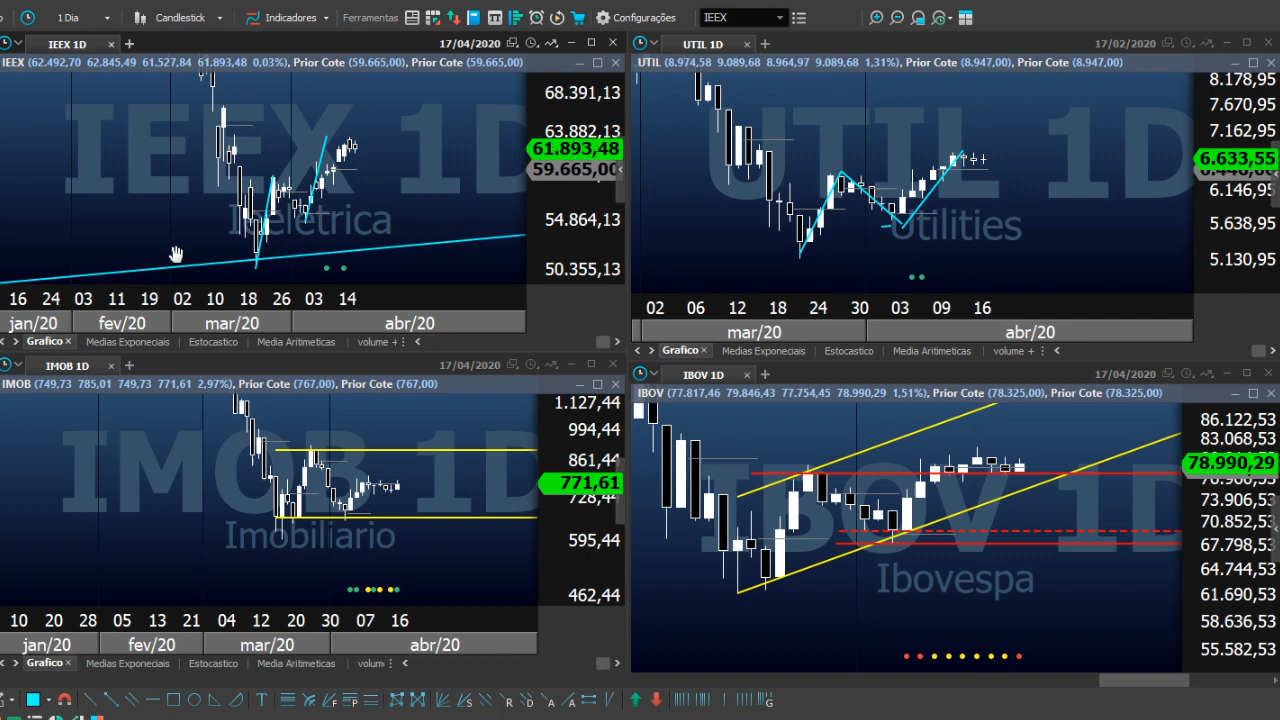 1 Dia Candlestick Indicadores Ferramentas Configurações IEEX
IEEX 1D 17/04/2020
IEEX (62.492,70 62.845,49 61.527,84 61.893,48 0,03%), Prior Cote (59.665,00), Prior Cote (59.665,00)
IEEX 1D
Ieletrica
68.391,13
63.882,13
61.893,48
59.665,00
54.864,13
50.355,13
16 24 03 11 19 02 10 18 26 03 14
jan/20 fev/20 mar/20 abr/20
Grafico Medias Exponeciais Estocastico Media Aritimeticas volume +
UTIL 1D 17/02/2020
UTIL (8.974,58 9.089,68 8.964,97 9.089,68 1,31%), Prior Cote (8.947,00), Prior Cote (8.947,00)
UTIL 1D
Utilities
8.178,95
7.670,95
7.162,95
6.633,55
6.146,95
5.638,95
5.130,95
02 06 12 18 24 30 03 09 16
mar/20 abr/20
Grafico Medias Exponeciais Estocastico Media Aritimeticas volume +
IMOB 1D 17/04/2020
IMOB (749,73 785,01 749,73 771,61 2,97%), Prior Cote (767,00), Prior Cote (767,00)
IMOB 1D
Imobiliario
1.127,44
994,44
861,44
771,61
728,44
595,44
462,44
10 20 28 05 13 21 04 12 20 30 07 16
jan/20 fev/20 mar/20 abr/20
Grafico Medias Exponeciais Estocastico Media Aritimeticas volum
IBOV 1D 17/04/2020
IBOV (77.817,46 79.846,43 77.754,45 78.990,29 1,51%), Prior Cote (78.325,00), Prior Cote (78.325,00)
IBOV 1D
Ibovespa
86.122,53
83.068,53
78.990,29
73.906,53
70.852,53
67.798,53
64.744,53
61.690,53
58.636,53
55.582,53